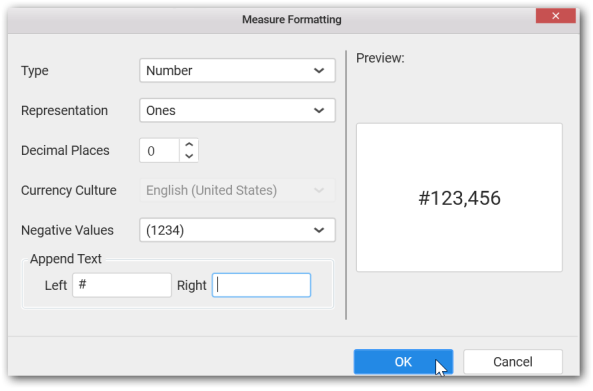 Measure Formatting
Type Number
Representation Ones
Decimal Places 0
Currency Culture English (United States)
Negative Values (1234)
Append Text
Left # Right
Preview:
#123,456
OK Cancel